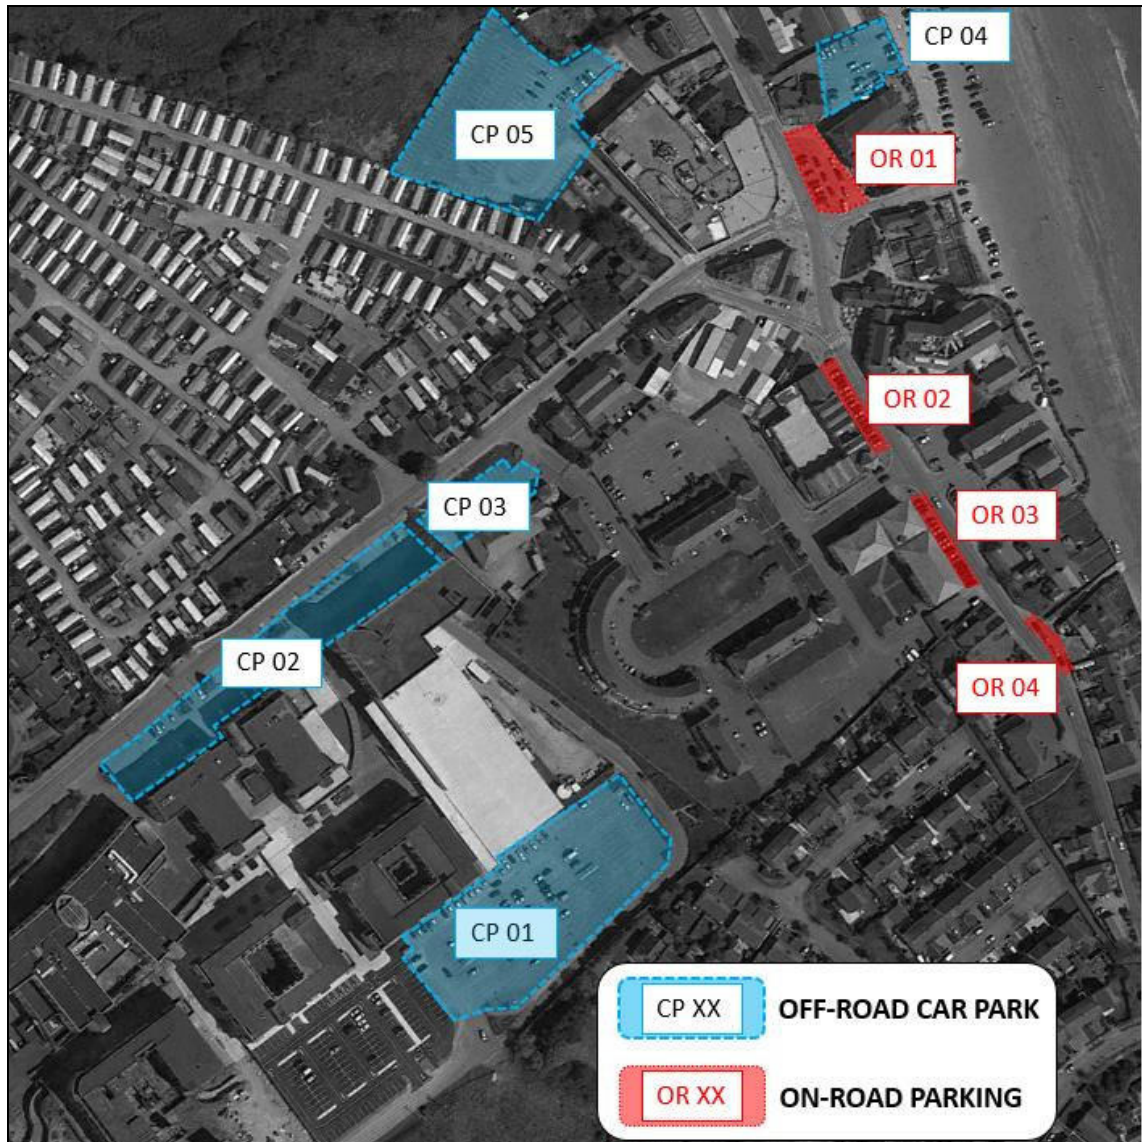 CP 04
CP 05
OR 01
OR 02
CP 03
OR 03
CP 02
OR 04
CP 01
CP XX OFF-ROAD CAR PARK
OR XX ON-ROAD PARKING